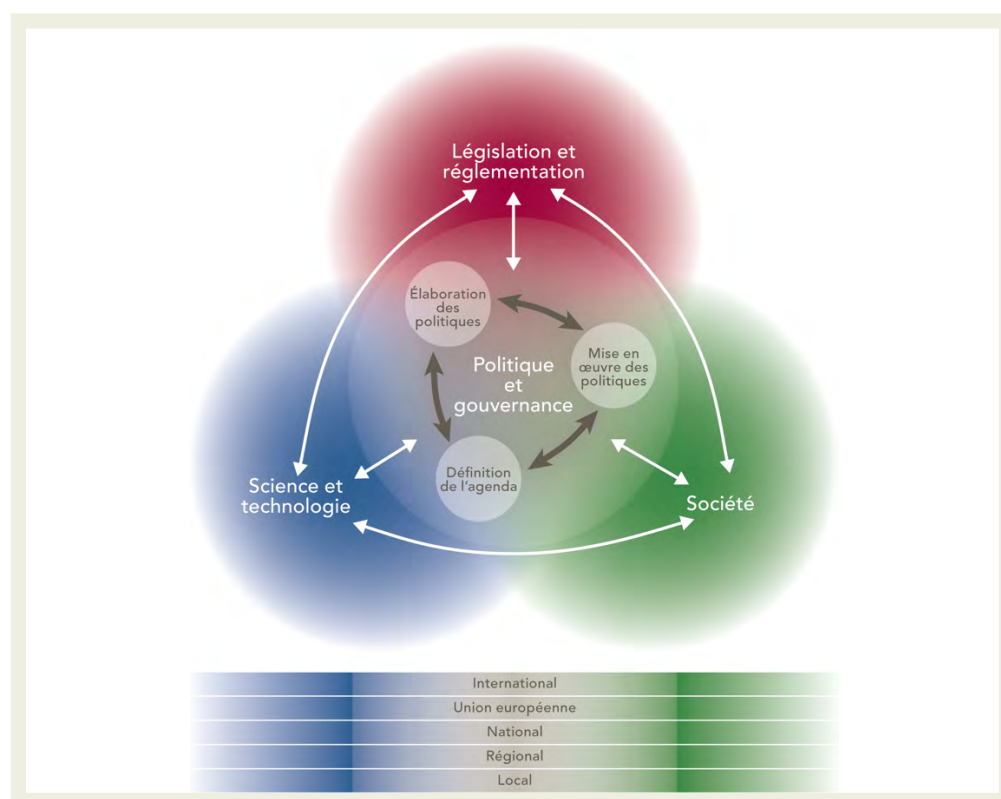 Législation et
réglementation
Élaboration
des
politiques
Mise en
œuvre des
politiques
Politique
et
gouvernance
Définition
de l'agenda
Science et
technologie
Société
International
Union européenne
National
Régional
Local